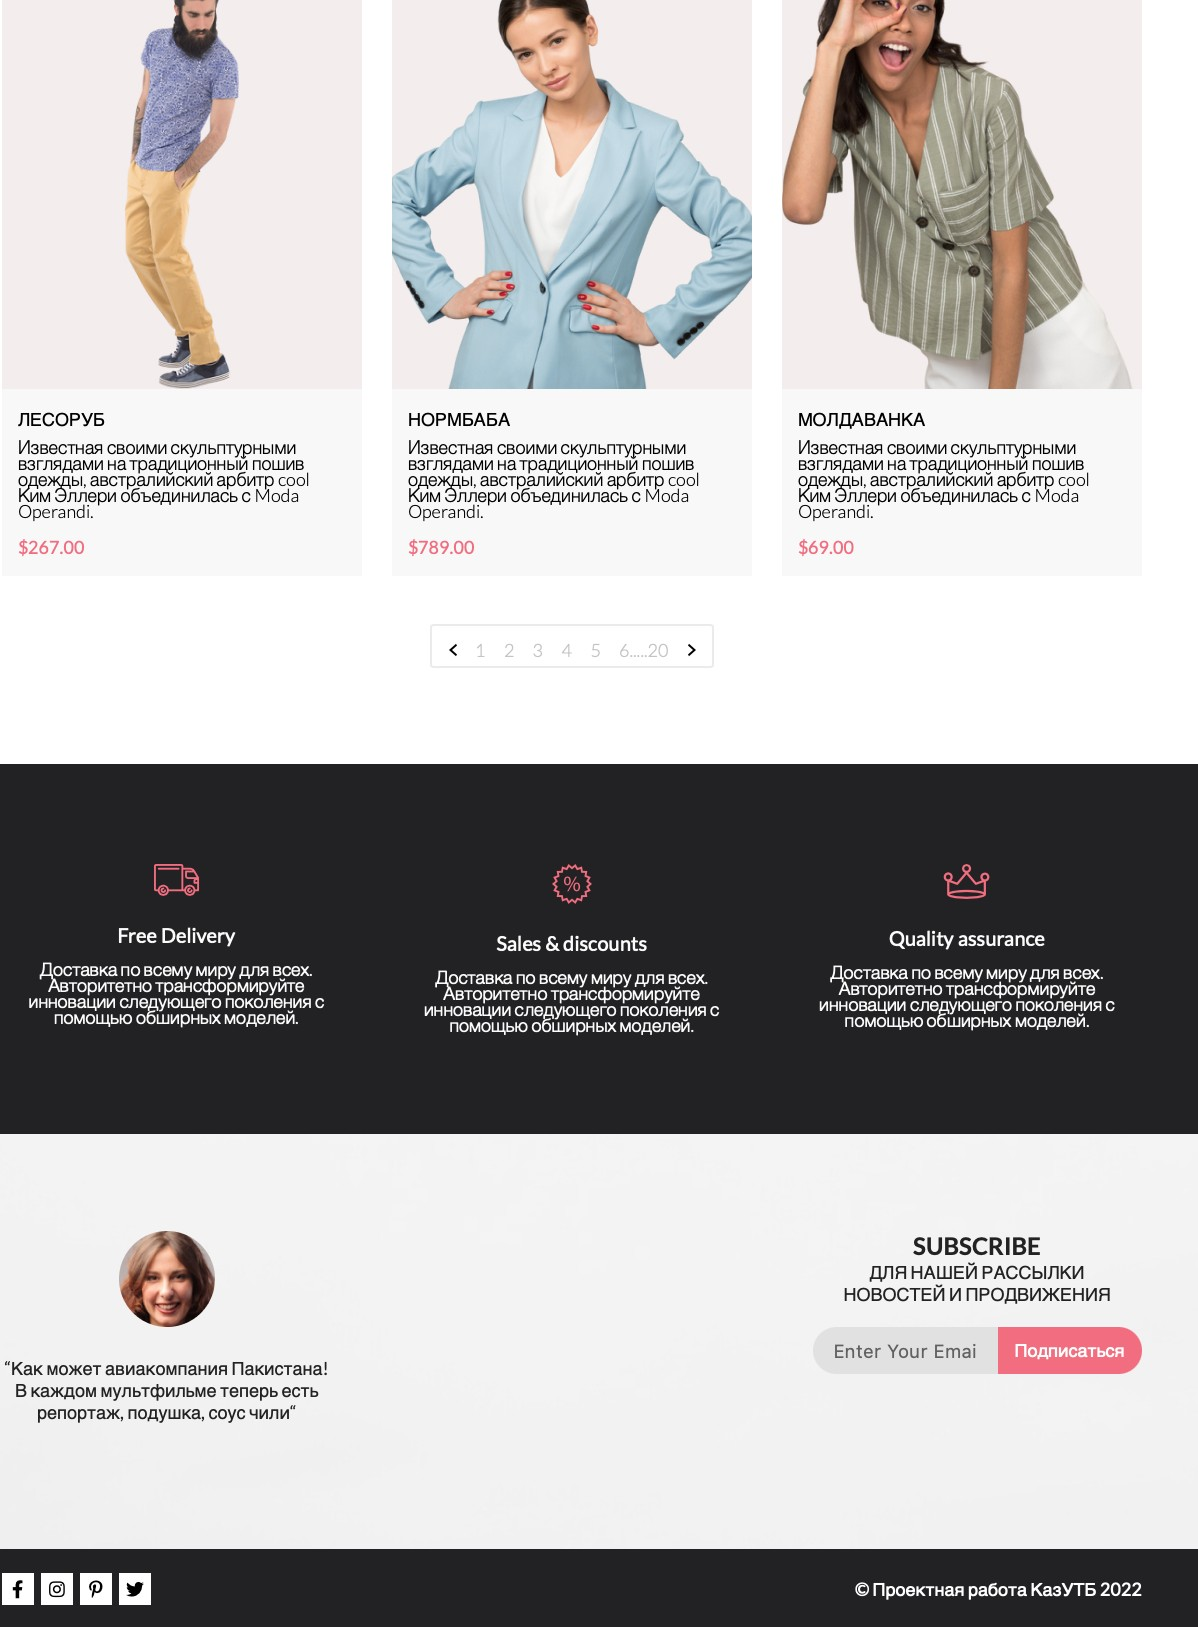 ЛЕСОРУБ
Известная своими скульптурными
взглядами на традиционный пошив
одежды, австралийский арбитр cool
Ким Эллери объединилась с Moda
Operandi.
$267.00
НОРМБАБА
Известная своими скульптурными
взглядами на традиционный пошив
одежды, австралийский арбитр cool
Ким Эллери объединилась с Moda
Operandi.
$789.00
МОЛДАВАНКА
Известная своими скульптурными
взглядами на традиционный пошив
одежды, австралийский арбитр cool
Ким Эллери объединилась с Moda
Operandi.
$69.00
1 2 3 4 5 6.....20
Free Delivery
Доставка по всему миру для всех.
Авторитетно трансформируйте
инновации следующего поколения с
помощью обширных моделей.
%
Sales & discounts
Доставка по всему миру для всех.
Авторитетно трансформируйте
инновации следующего поколения с
помощью обширных моделей.
Quality assurance
Доставка по всему миру для всех.
Авторитетно трансформируйте
инновации следующего поколения с
помощью обширных моделей.
“Как может авиакомпания Пакистана!
В каждом мультфильме теперь есть
репортаж, подушка, соус чили“
SUBSCRIBE
ДЛЯ НАШЕЙ РАССЫЛКИ
НОВОСТЕЙ И ПРОДВИЖЕНИЯ
Enter Your Emai
Подписаться
© Проектная работа КазУТБ 2022